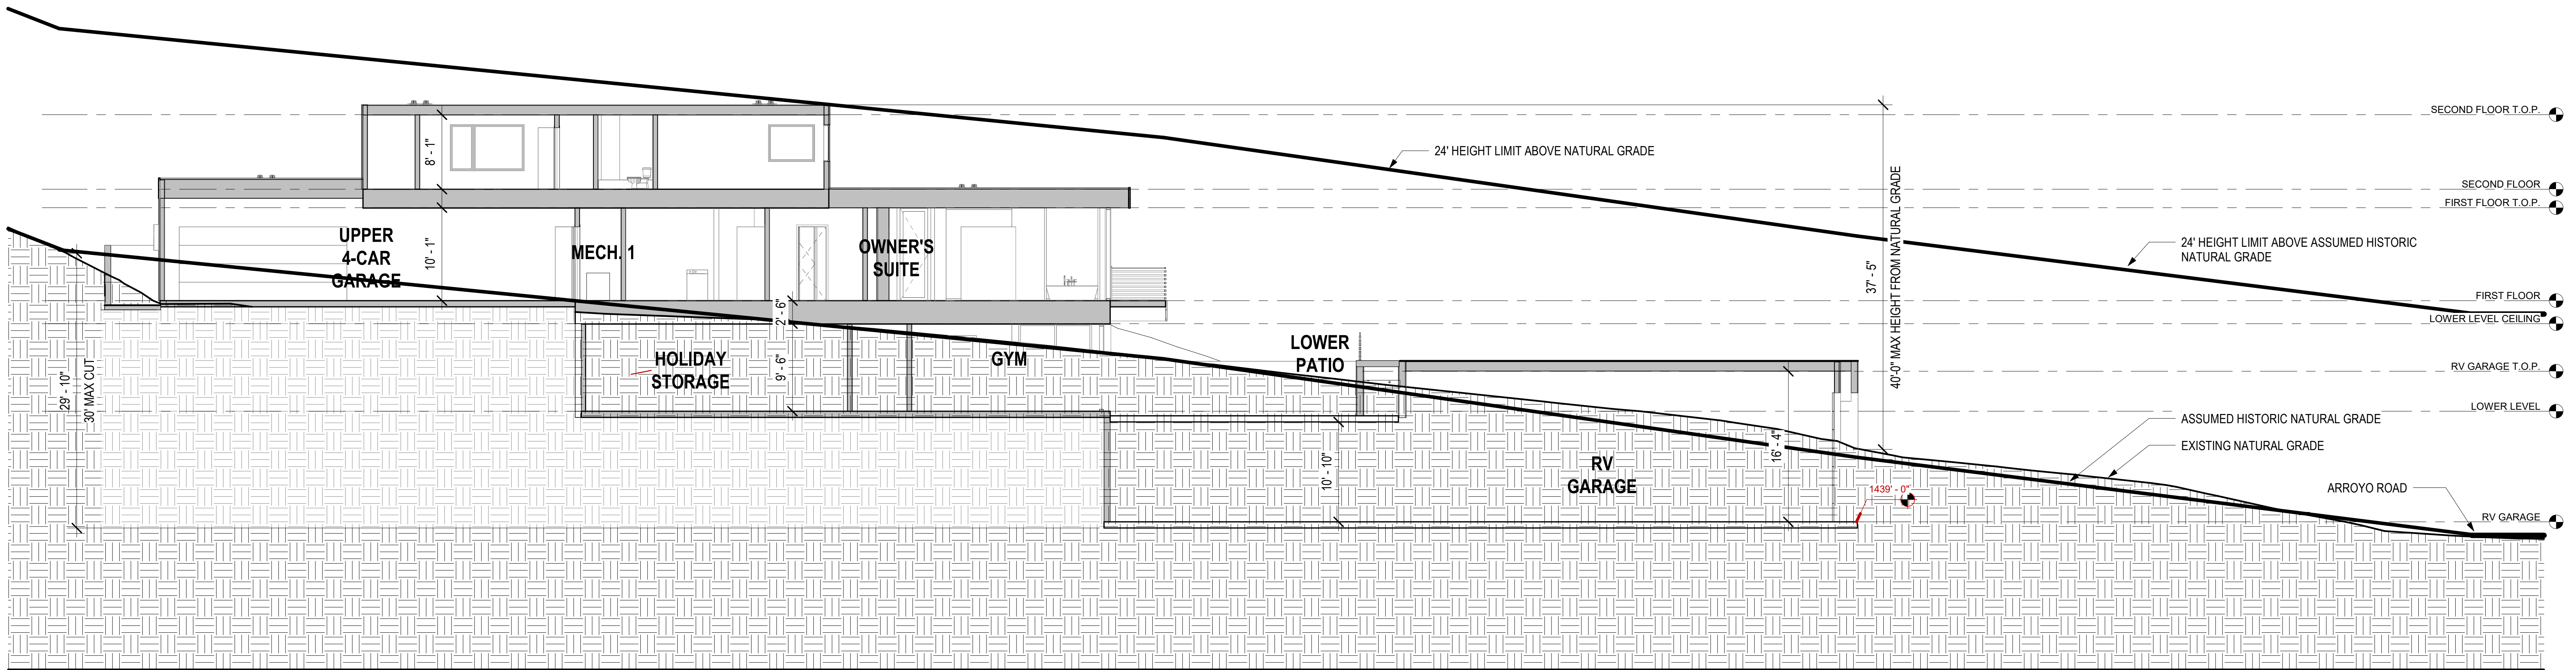 SECOND FLOOR T.O.P.
24' HEIGHT LIMIT ABOVE NATURAL GRADE
8' - 1"
SECOND FLOOR
FIRST FLOOR T.O.P.
UPPER
4-CAR
GARAGE
10' - 1"
MECH. 1
OWNER'S
SUITE
37' - 5"
40'-0" MAX HEIGHT FROM NATURAL GRADE
24' HEIGHT LIMIT ABOVE ASSUMED HISTORIC
NATURAL GRADE
FIRST FLOOR
2' - 6"
LOWER LEVEL CEILING
29' - 10"
30' MAX CUT
HOLIDAY
STORAGE
9' - 6"
GYM
LOWER
PATIO
RV GARAGE T.O.P.
LOWER LEVEL
ASSUMED HISTORIC NATURAL GRADE
EXISTING NATURAL GRADE
10' - 10"
RV
GARAGE
16' - 4"
1439' - 0"
ARROYO ROAD
RV GARAGE